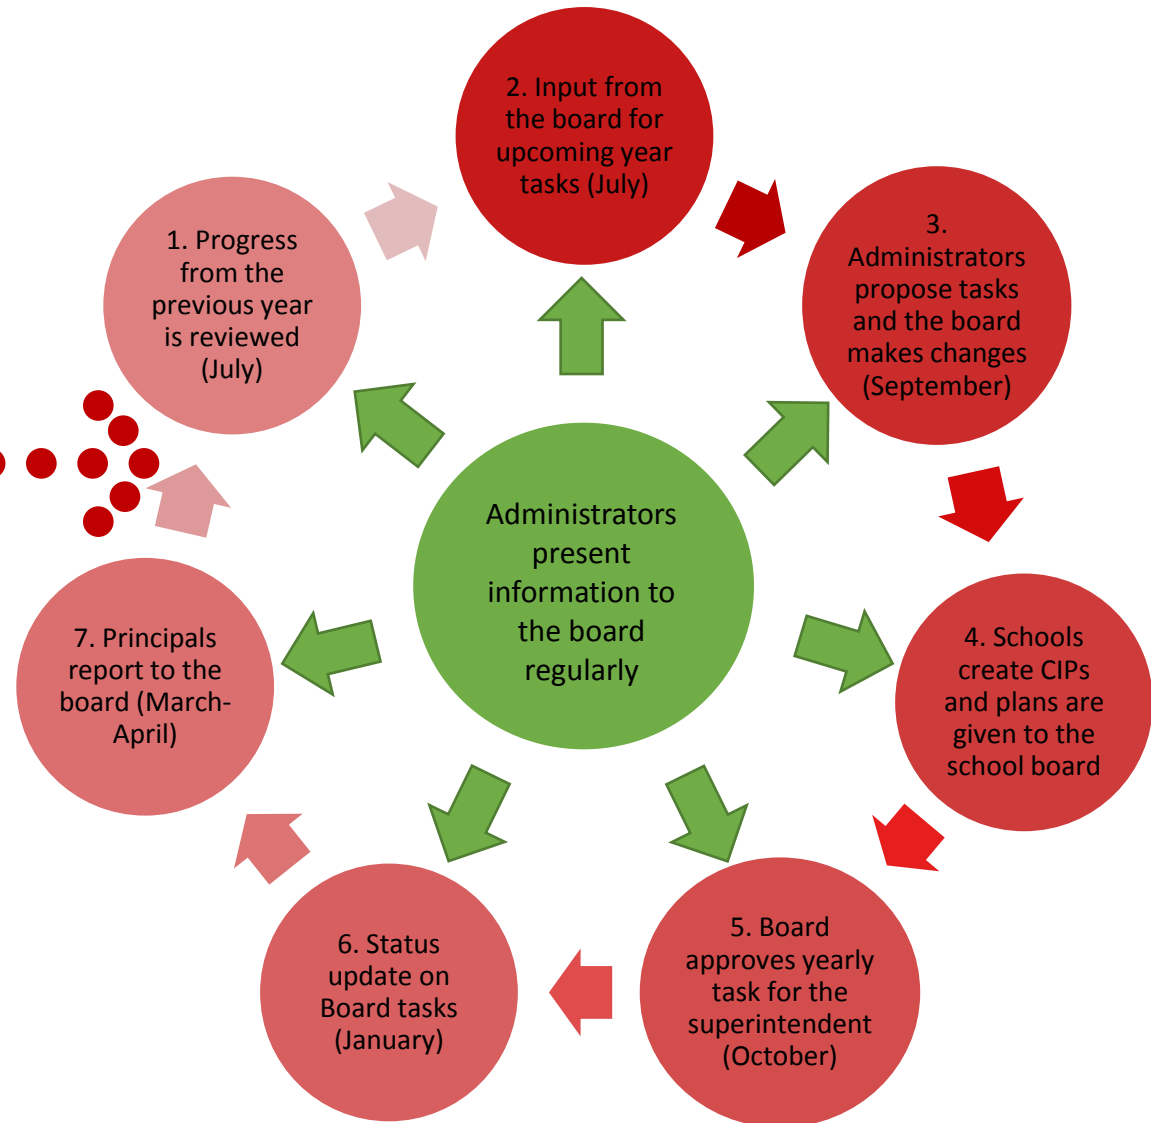 1. Progress
from the
previous year
is reviewed
(July)
2. Input from
the board for
upcoming year
tasks (July)
3.
Administrators
propose tasks
and the board
makes changes
(September)
4. Schools
create CIPs
and plans are
given to the
school board
5. Board
approves yearly
task for the
superintendent
(October)
6. Status
update on
Board tasks
(January)
7. Principals
report to the
board (March-
April)
Administrators
present
information to
the board
regularly